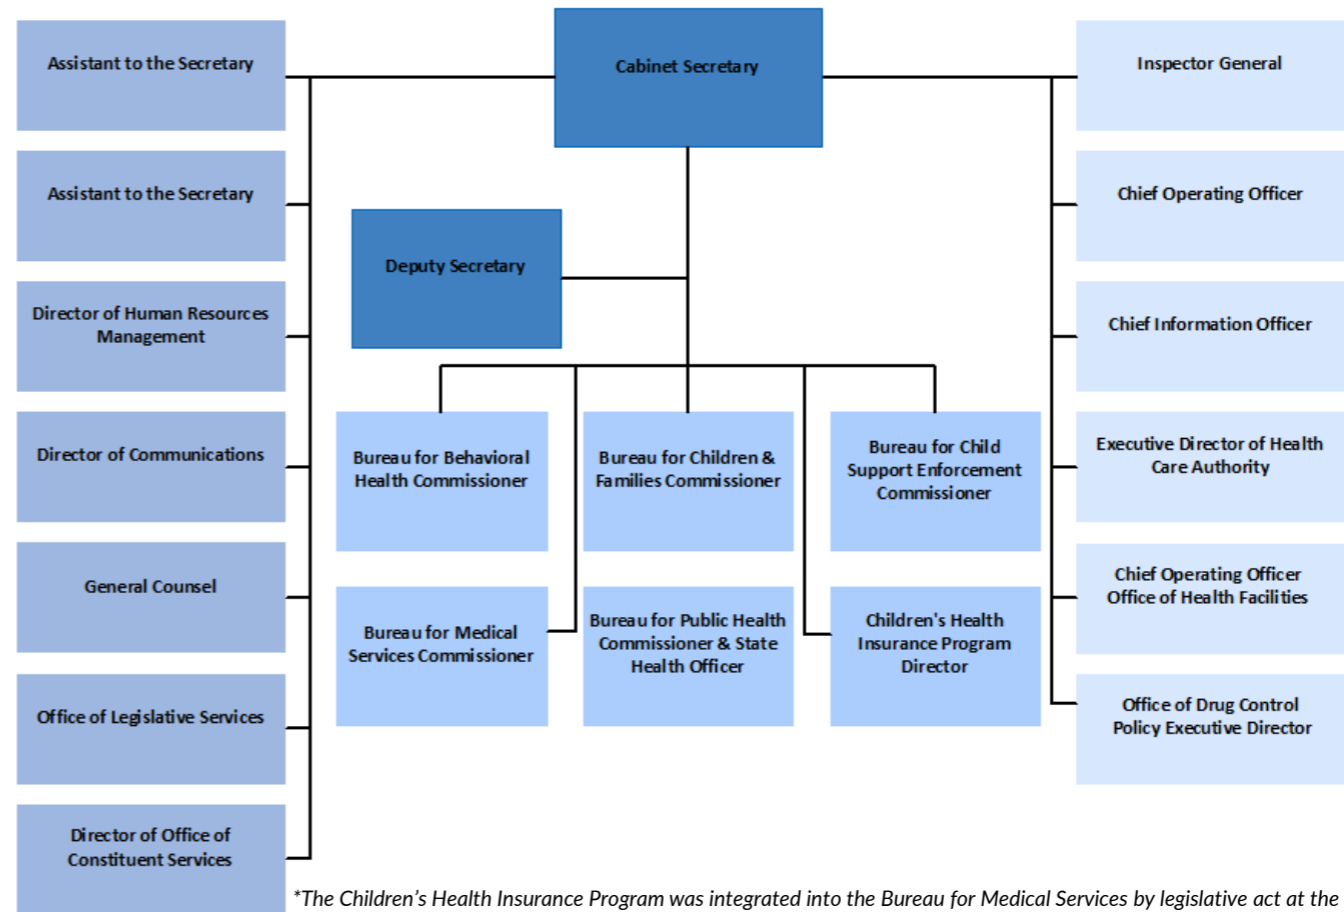 Assistant to the Secretary
Cabinet Secretary
Inspector General
Assistant to the Secretary
Chief Operating Officer
Deputy Secretary
Director of Human Resources
Management
Chief Information Officer
Director of Communications
Bureau for Behavioral
Health Commissioner
Bureau for Children &
Families Commissioner
Bureau for Child
Support Enforcement
Commissioner
Executive Director of Health
Care Authority
General Counsel
Bureau for Medical
Services Commissioner
Bureau for Public Health
Commissioner & State
Health Officer
Children's Health
Insurance Program
Director
Chief Operating Officer
Office of Health Facilities
Office of Legislative Services
Office of Drug Control
Policy Executive Director
Director of Office of
Constituent Services
*The Children’s Health Insurance Program was integrated into the Bureau for Medical Services by legislative act at the